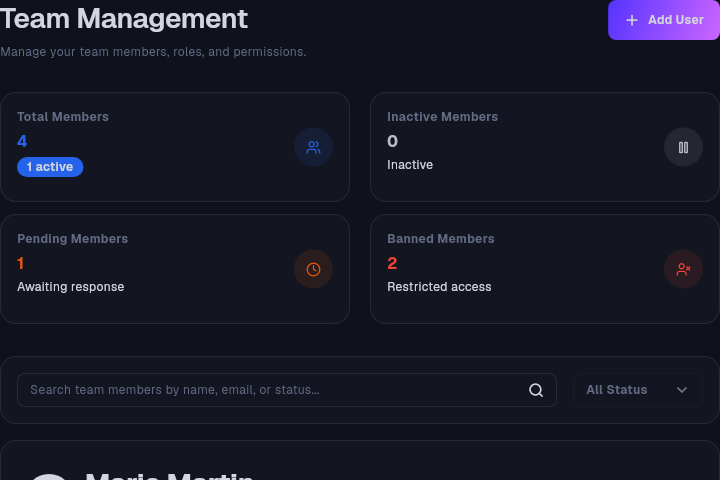 Team Management
Add User
Manage your team members, roles, and permissions.
Total Members
4
1 active
Inactive Members
0
Inactive
Pending Members
1
Awaiting response
Banned Members
2
Restricted access
Search team members by name, email, or status...
All Status
Mario Martin